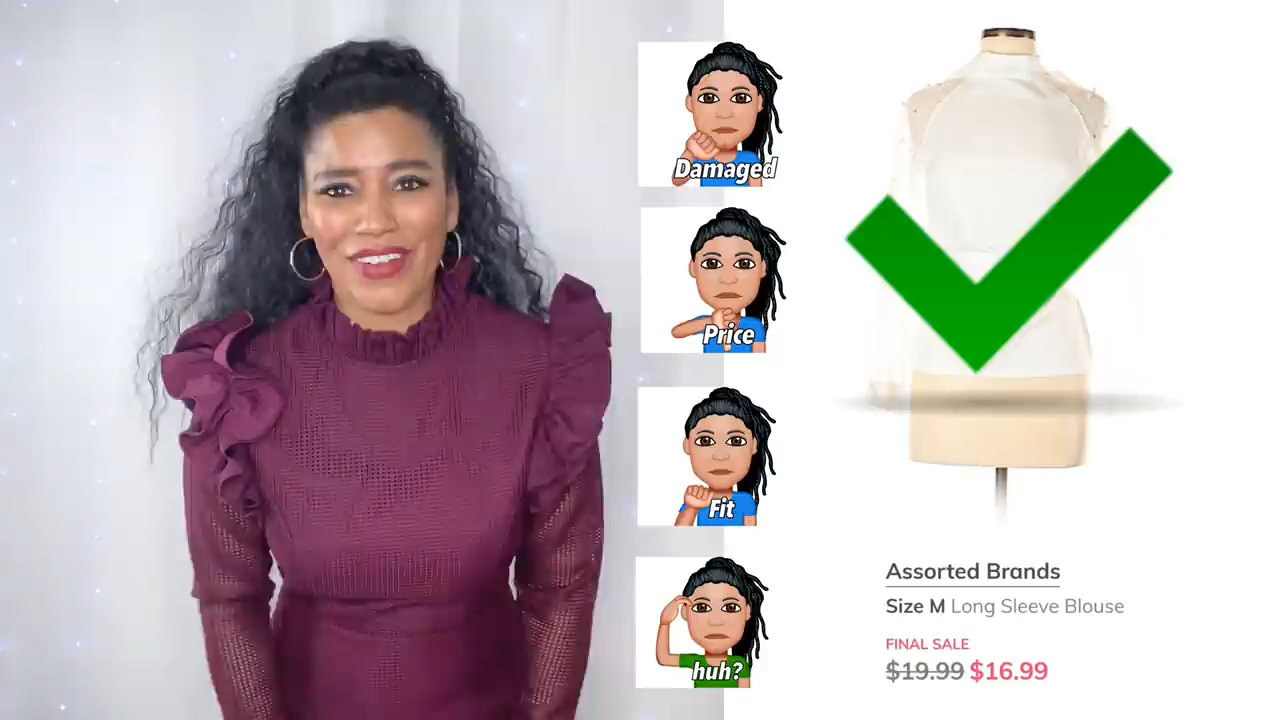 Damaged
Price
Fit
huh?
Assorted Brands
Size M Long Sleeve Blouse
FINAL SALE
$19.99 $16.99